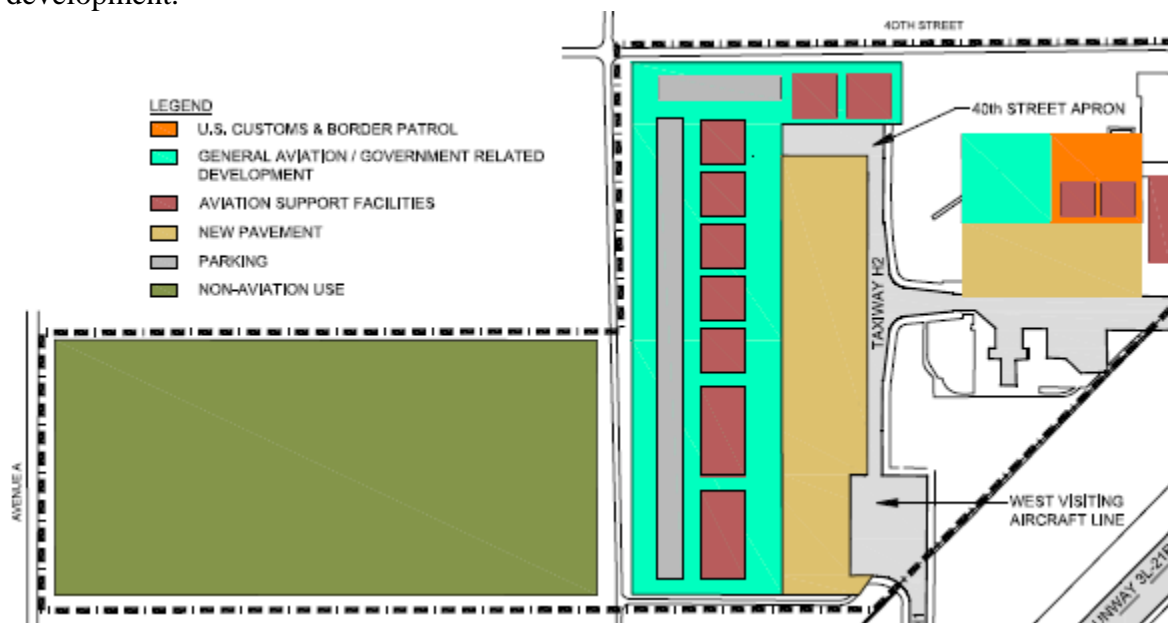 development.
40TH STREET
LEGEND
U.S. CUSTOMS & BORDER PATROL
GENERAL AVIATION / GOVERNMENT RELATED
DEVELOPMENT
AVIATION SUPPORT FACILITIES
NEW PAVEMENT
PARKING
NON-AVIATION USE
40th STREET APRON
TAXIWAY H2
AVENUE A
WEST VISITING
AIRCRAFT LINE